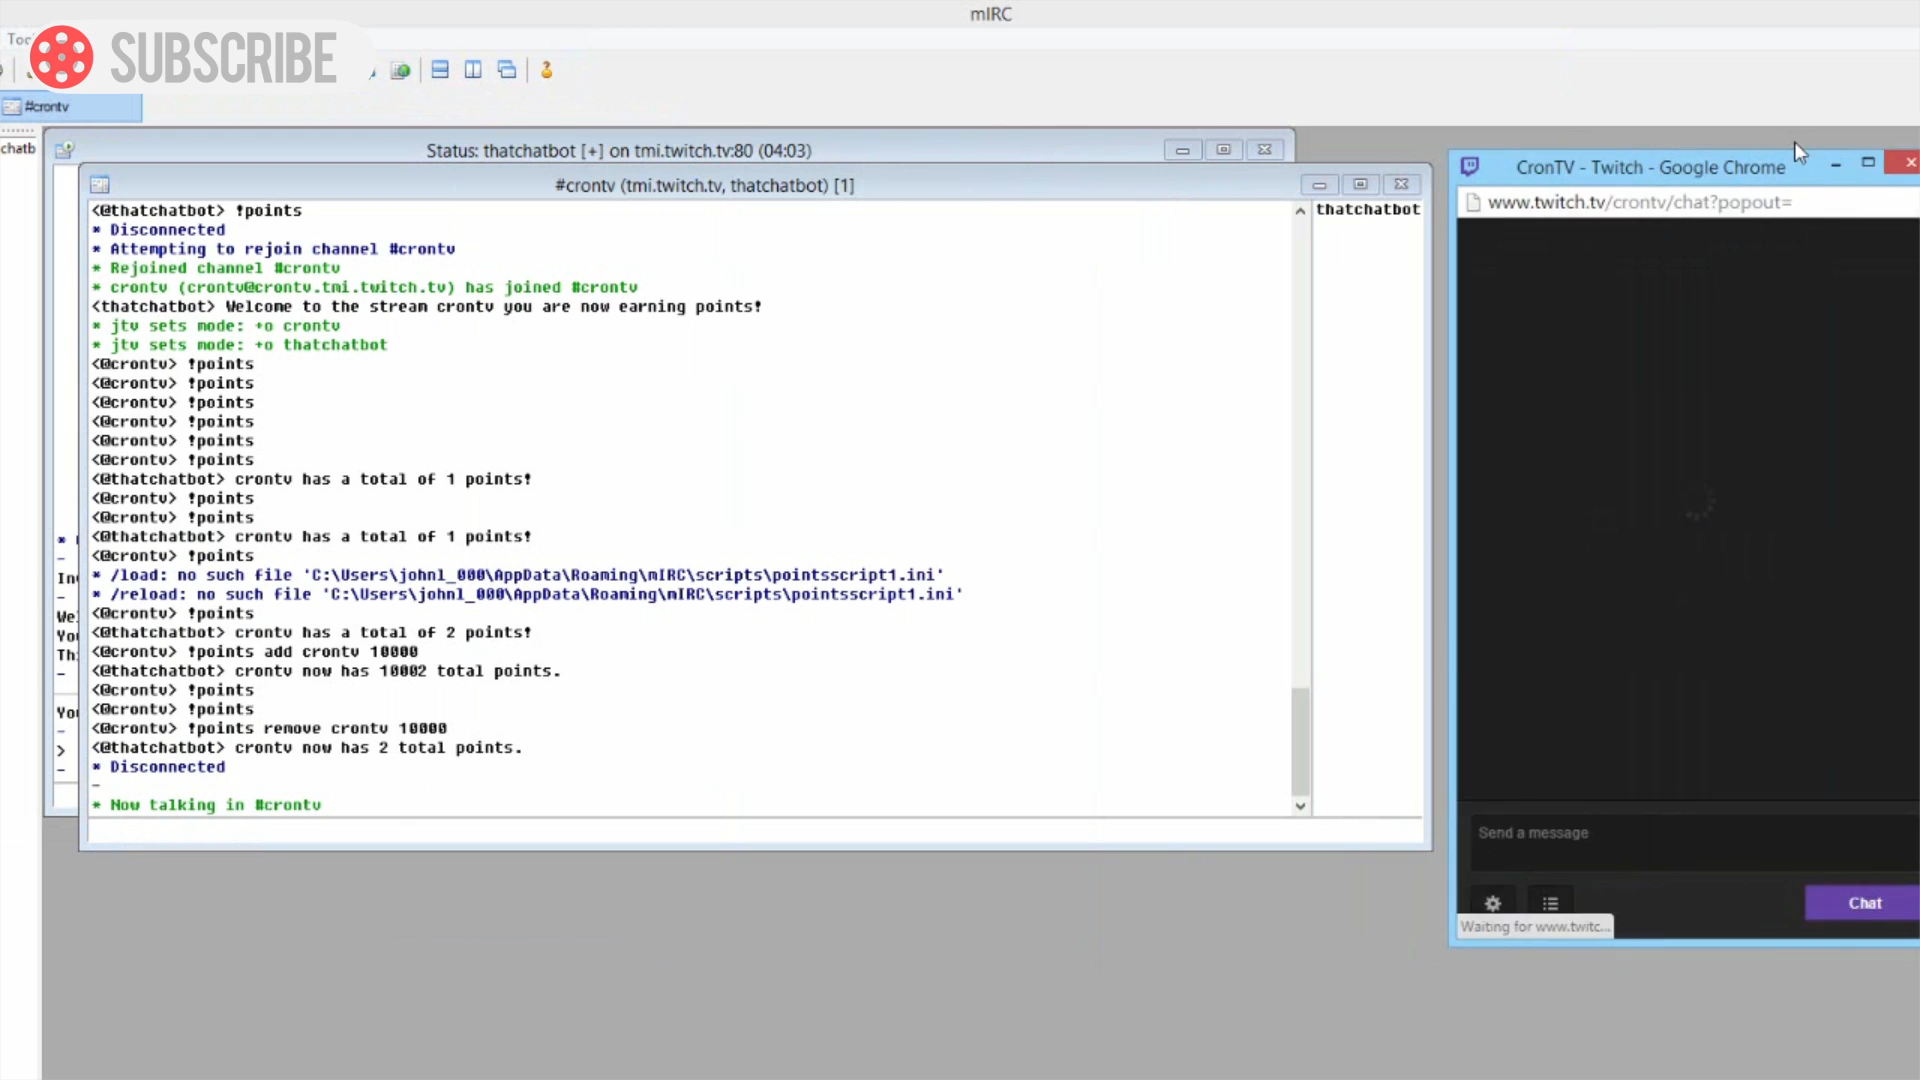 mIRC
SUBSCRIBE
#crontv
chatb
Status: thatchatbot [+] on tmi.twitch.tv:80 (04:03)
#crontv (tmi.twitch.tv, thatchatbot) [1]
<@thatchatbot> !points
* Disconnected
* Attempting to rejoin channel #crontv
* Rejoined channel #crontv
* crontv (crontv@crontv.tmi.twitch.tv) has joined #crontv
<thatchatbot> Welcome to the stream crontv you are now earning points!
* jtv sets mode: +o crontv
* jtv sets mode: +o thatchatbot
<@crontv> !points
<@crontv> !points
<@crontv> !points
<@crontv> !points
<@crontv> !points
<@crontv> !points
<@thatchatbot> crontv has a total of 1 points!
<@crontv> !points
<@crontv> !points
<@thatchatbot> crontv has a total of 1 points!
<@crontv> !points
* /load: no such file 'C:\Users\johnl_000\AppData\Roaming\mIRC\scripts\pointsscript1.ini'
* /reload: no such file 'C:\Users\johnl_000\AppData\Roaming\mIRC\scripts\pointsscript1.ini'
<@crontv> !points
<@thatchatbot> crontv has a total of 2 points!
<@crontv> !points add crontv 10000
<@thatchatbot> crontv now has 10002 total points.
<@crontv> !points
<@crontv> !points
<@crontv> !points remove crontv 10000
<@thatchatbot> crontv now has 2 total points.
* Disconnected
-
* Now talking in #crontv
thatchatbot
CronTV - Twitch - Google Chrome
www.twitch.tv/crontv/chat?popout=
Send a message
Chat
Waiting for www.twitc...